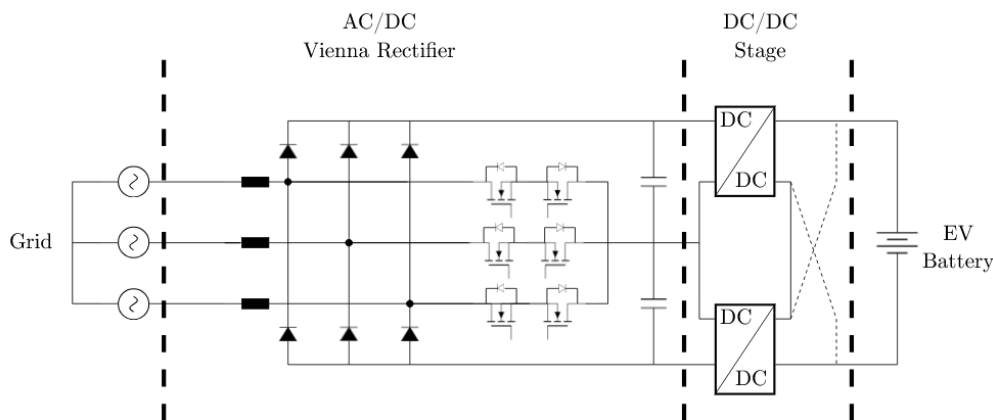 AC/DC
Vienna Rectifier
DC/DC
Stage
DC
DC
Grid
EV
Battery
DC
DC